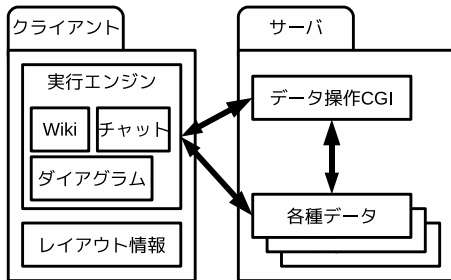 クライアント
実行エンジン
Wiki
チャット
ダイアグラム
レイアウト情報
サーバ
データ操作CGI
各種データ